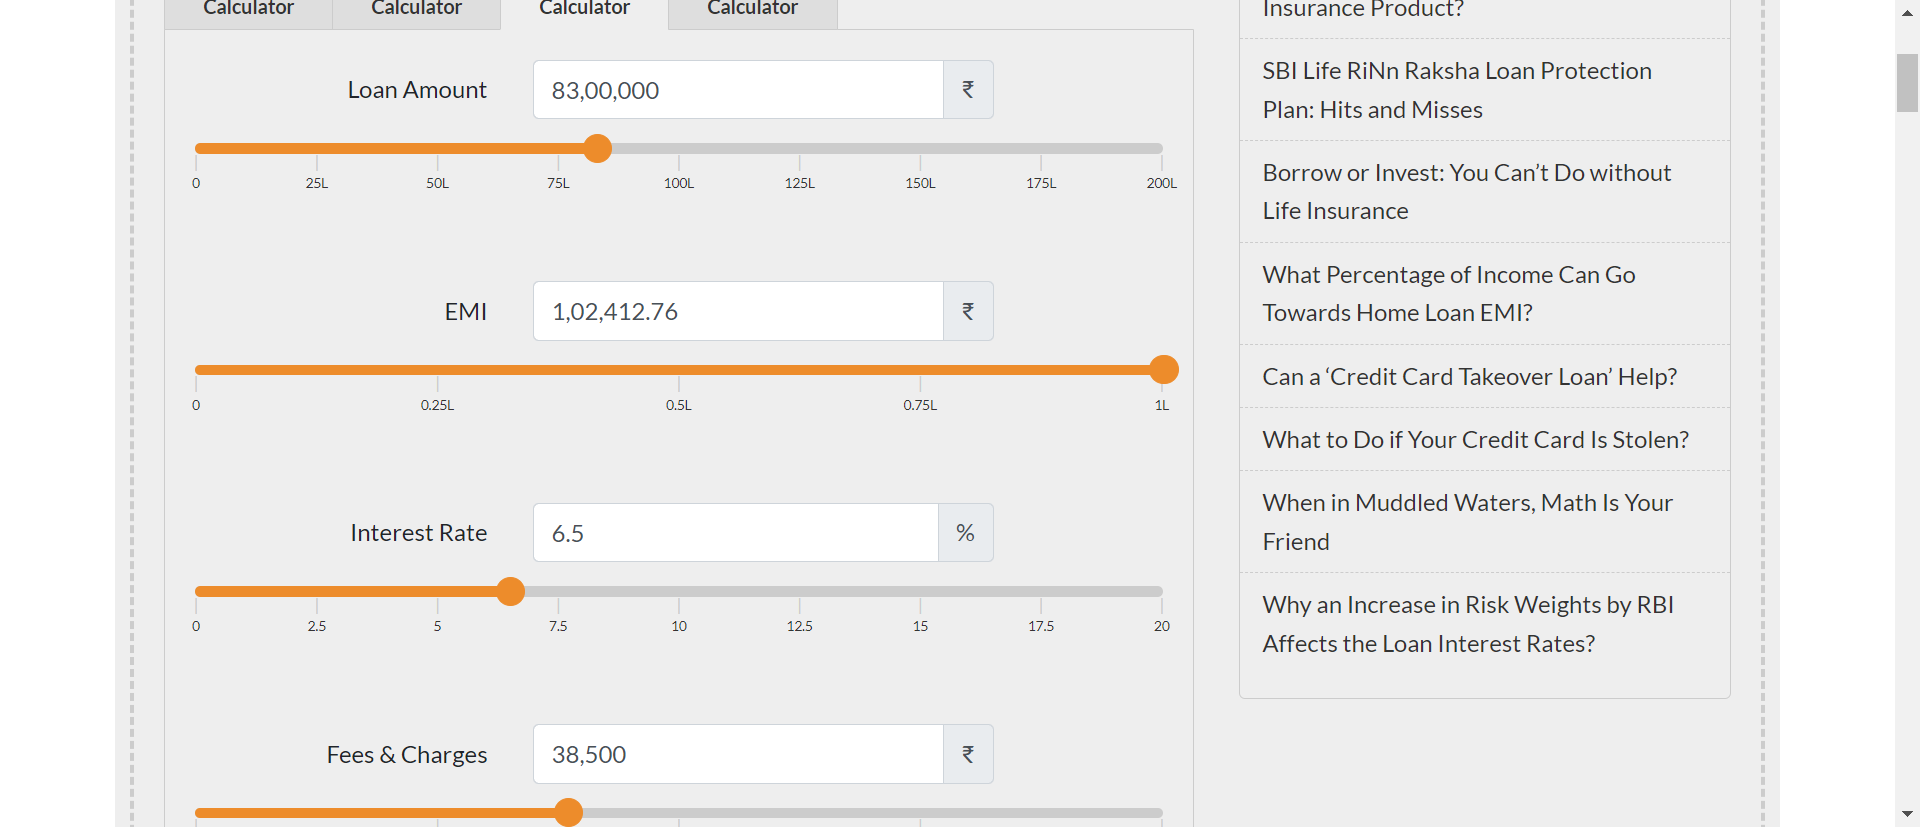 Calculator Calculator Calculator Calculator
Loan Amount 83,00,000 ₹
0 25L 50L 75L 100L 125L 150L 175L 200L
EMI 1,02,412.76 ₹
0 0.25L 0.5L 0.75L 1L
Interest Rate 6.5 %
0 2.5 5 7.5 10 12.5 15 17.5 20
Fees & Charges 38,500 ₹
Insurance Product?
SBI Life RiNn Raksha Loan Protection
Plan: Hits and Misses
Borrow or Invest: You Can’t Do without
Life Insurance
What Percentage of Income Can Go
Towards Home Loan EMI?
Can a ‘Credit Card Takeover Loan’ Help?
What to Do if Your Credit Card Is Stolen?
When in Muddled Waters, Math Is Your
Friend
Why an Increase in Risk Weights by RBI
Affects the Loan Interest Rates?